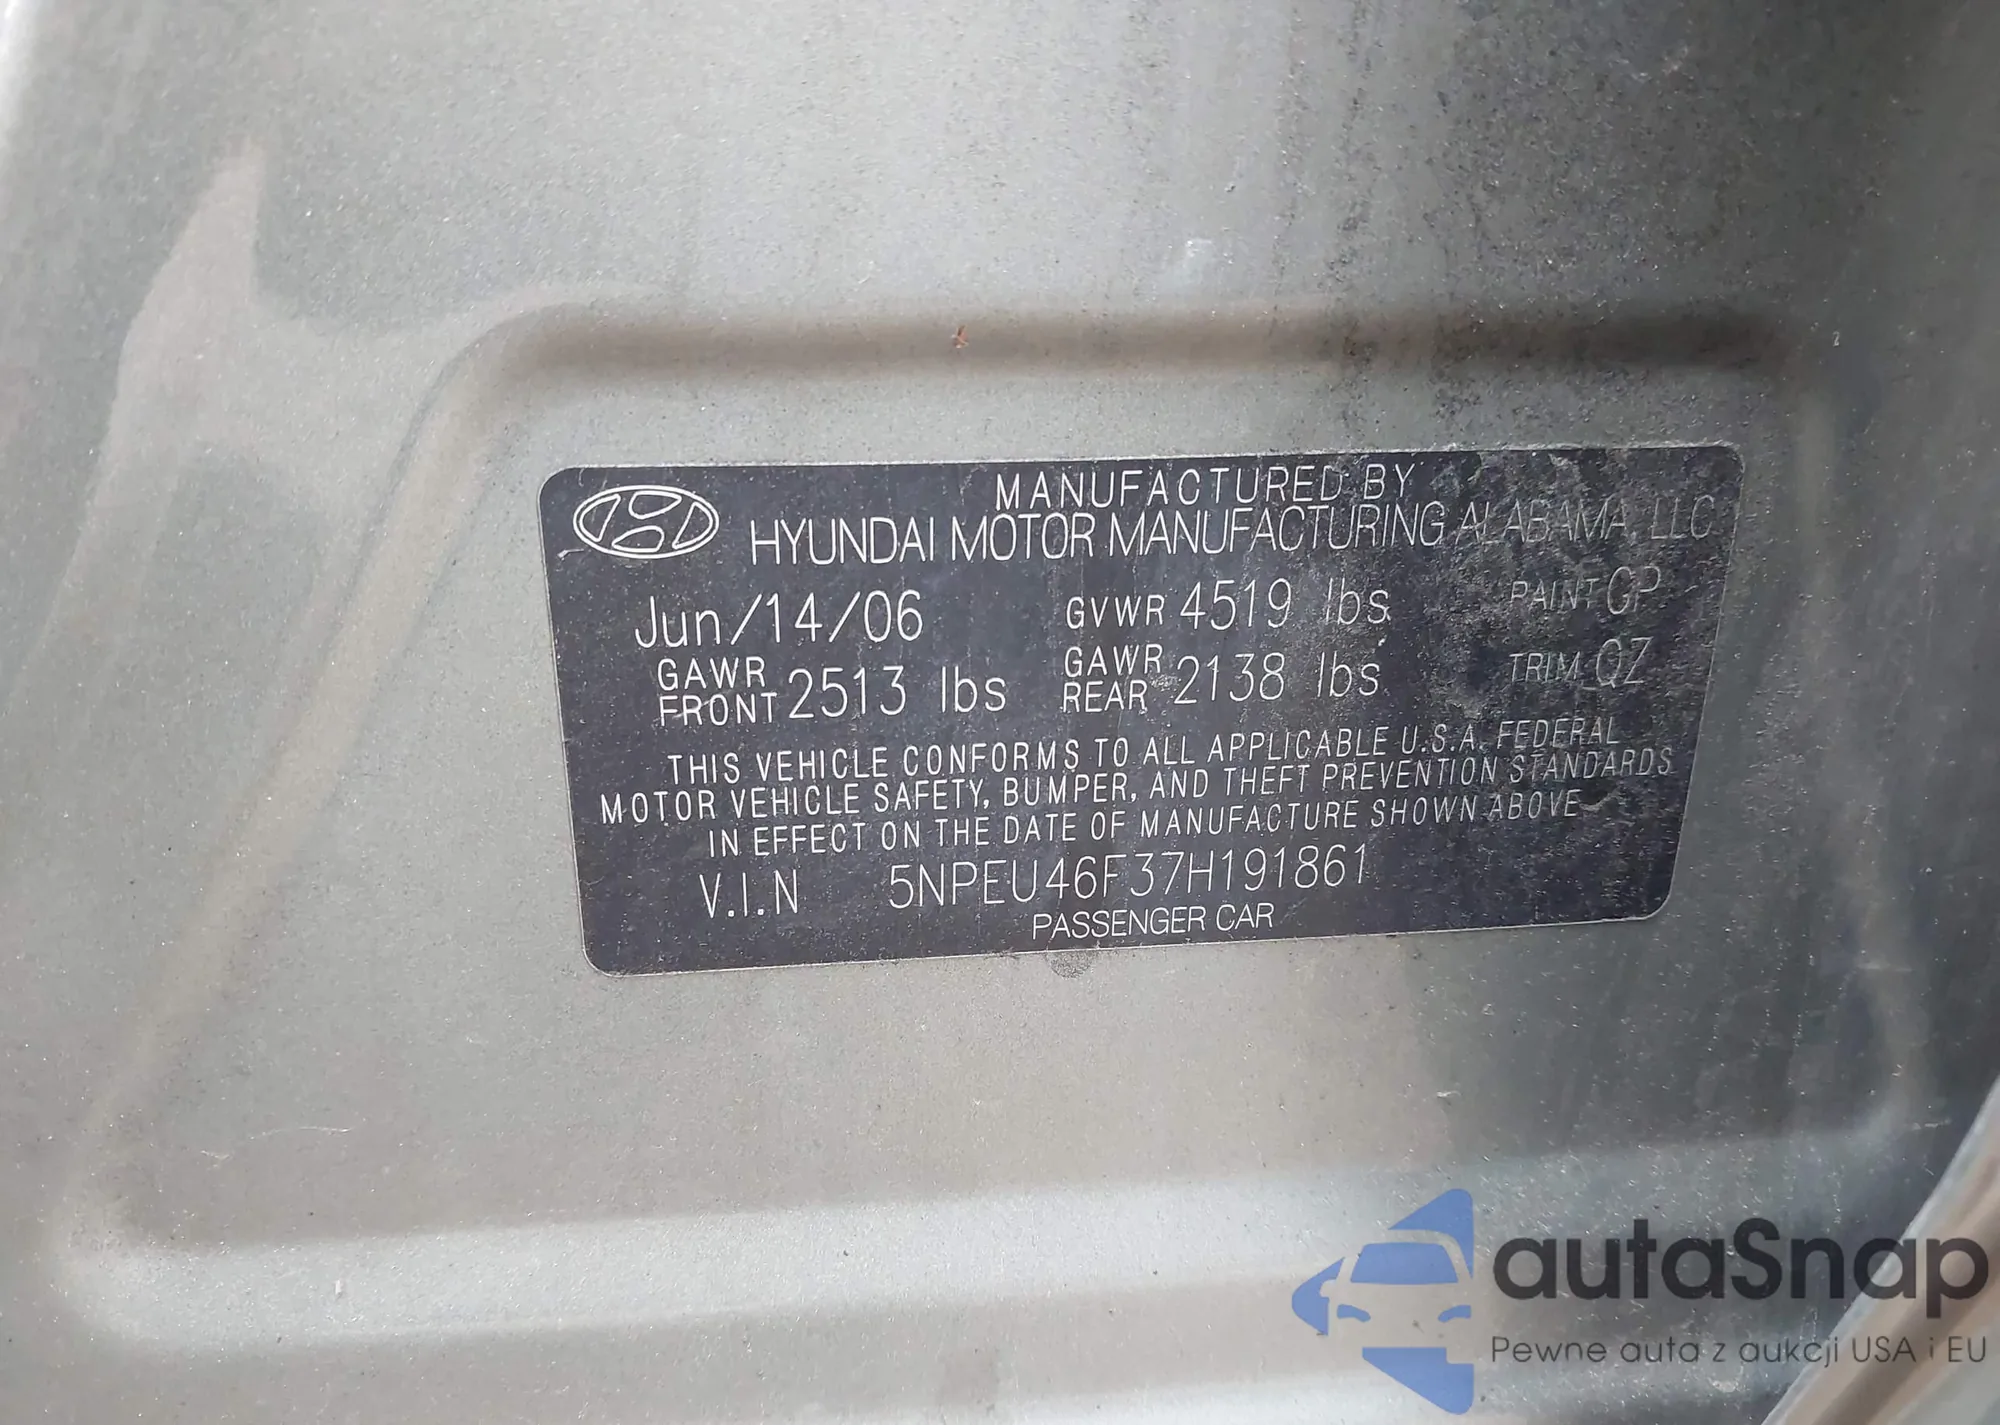 MANUFACTURED BY
HYUNDAI MOTOR MANUFACTURING ALABAMA, LLC
Jun/14/06 GVWR 4519 lbs PAINT CP
GAWR FRONT 2513 lbs GAWR REAR 2138 lbs TRIM QZ
THIS VEHICLE CONFORMS TO ALL APPLICABLE U.S.A. FEDERAL
MOTOR VEHICLE SAFETY, BUMPER, AND THEFT PREVENTION STANDARDS
IN EFFECT ON THE DATE OF MANUFACTURE SHOWN ABOVE
V.I.N 5NPEU46F37H191861
PASSENGER CAR
autaSnap
Pewne auta z aukcji USA i EU